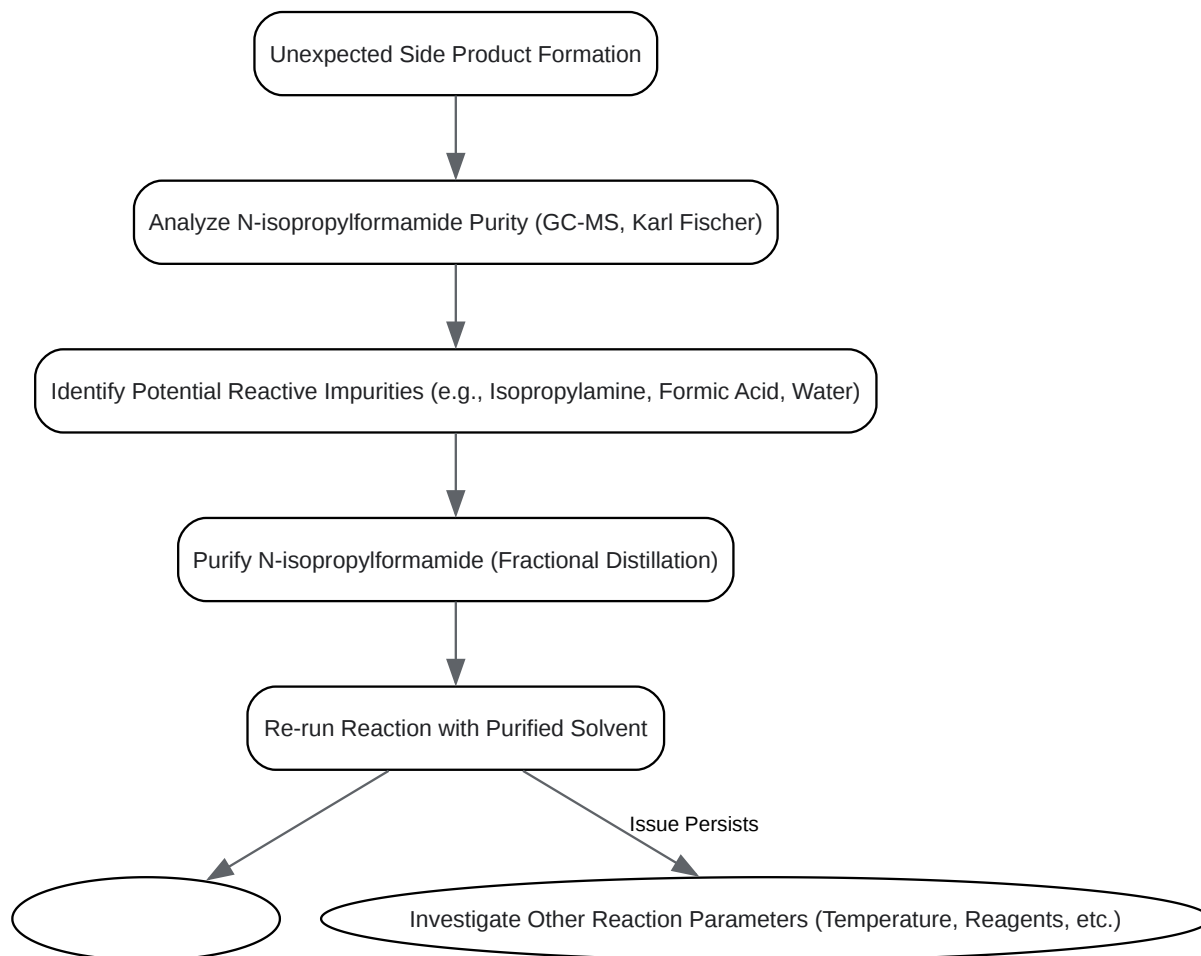 Unexpected Side Product Formation
Analyze N-isopropylformamide Purity (GC-MS, Karl Fischer)
Identify Potential Reactive Impurities (e.g., Isopropylamine, Formic Acid, Water)
Purify N-isopropylformamide (Fractional Distillation)
Re-run Reaction with Purified Solvent
Issue Persists
Investigate Other Reaction Parameters (Temperature, Reagents, etc.)